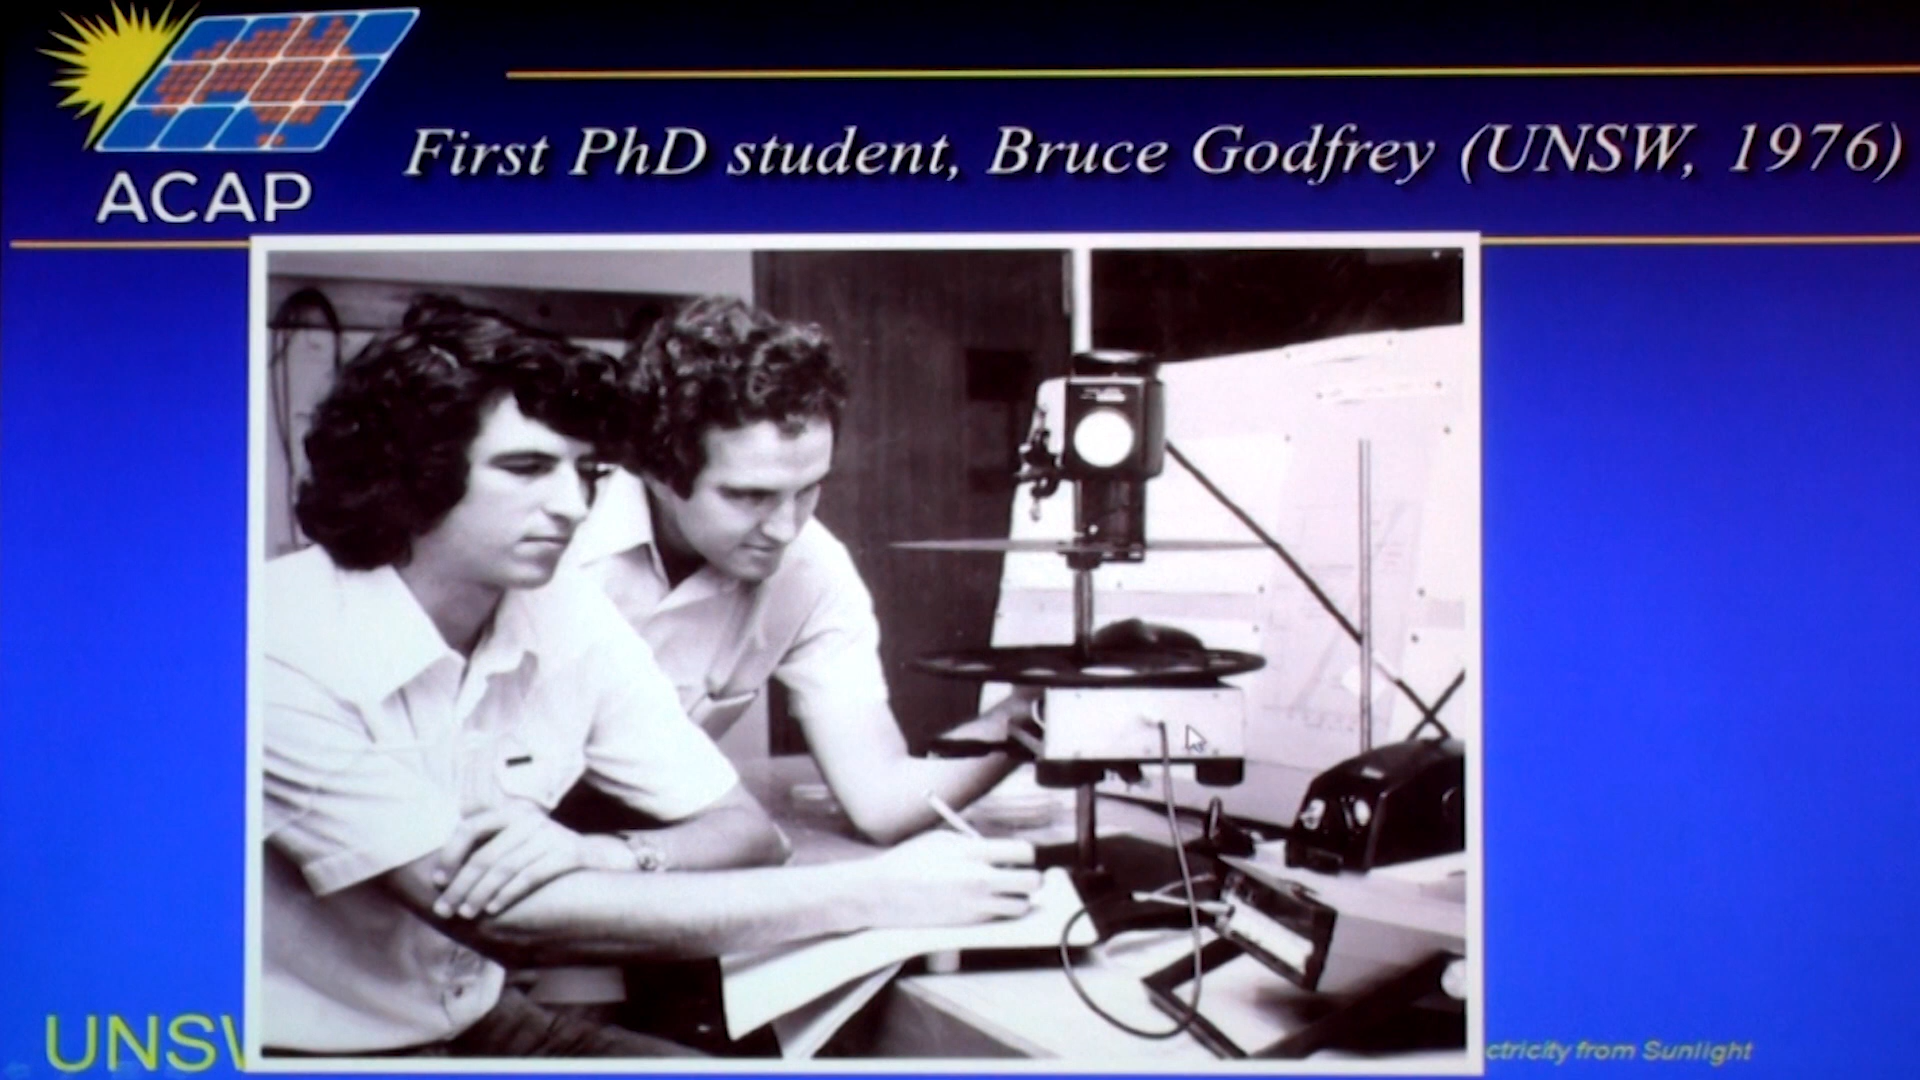 First PhD student, Bruce Godfrey (UNSW, 1976)
ACAP
UNSW
ctricity from Sunlight